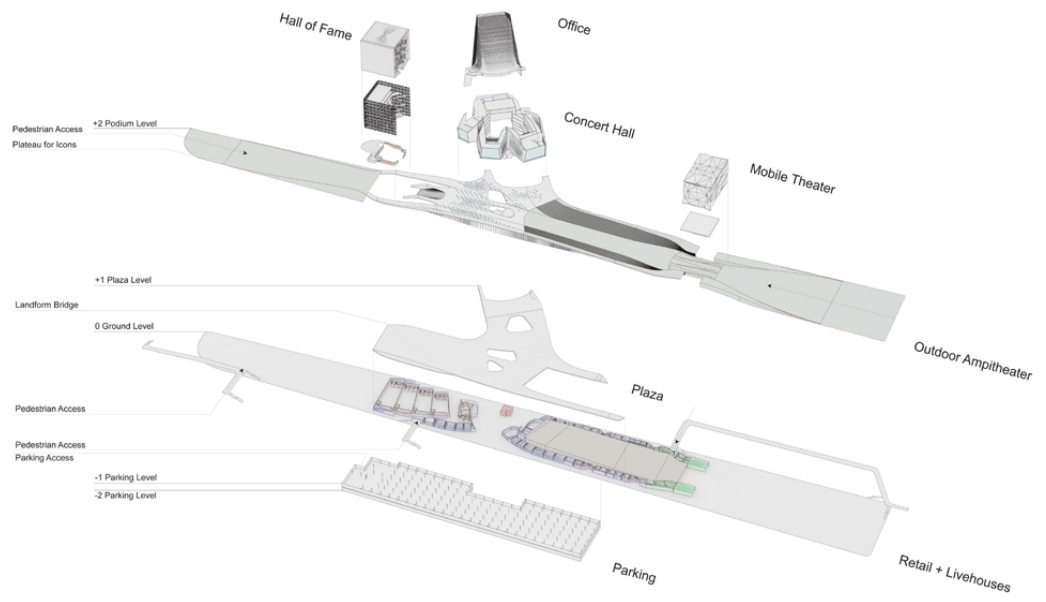 Hall of Fame
Office
Concert Hall
Mobile Theater
+2 Podium Level
Pedestrian Access
Plateau for Icons
+1 Plaza Level
Landform Bridge
0 Ground Level
Outdoor Ampitheater
Plaza
Pedestrian Access
Pedestrian Access
Parking Access
-1 Parking Level
-2 Parking Level
Parking
Retail + Livehouses